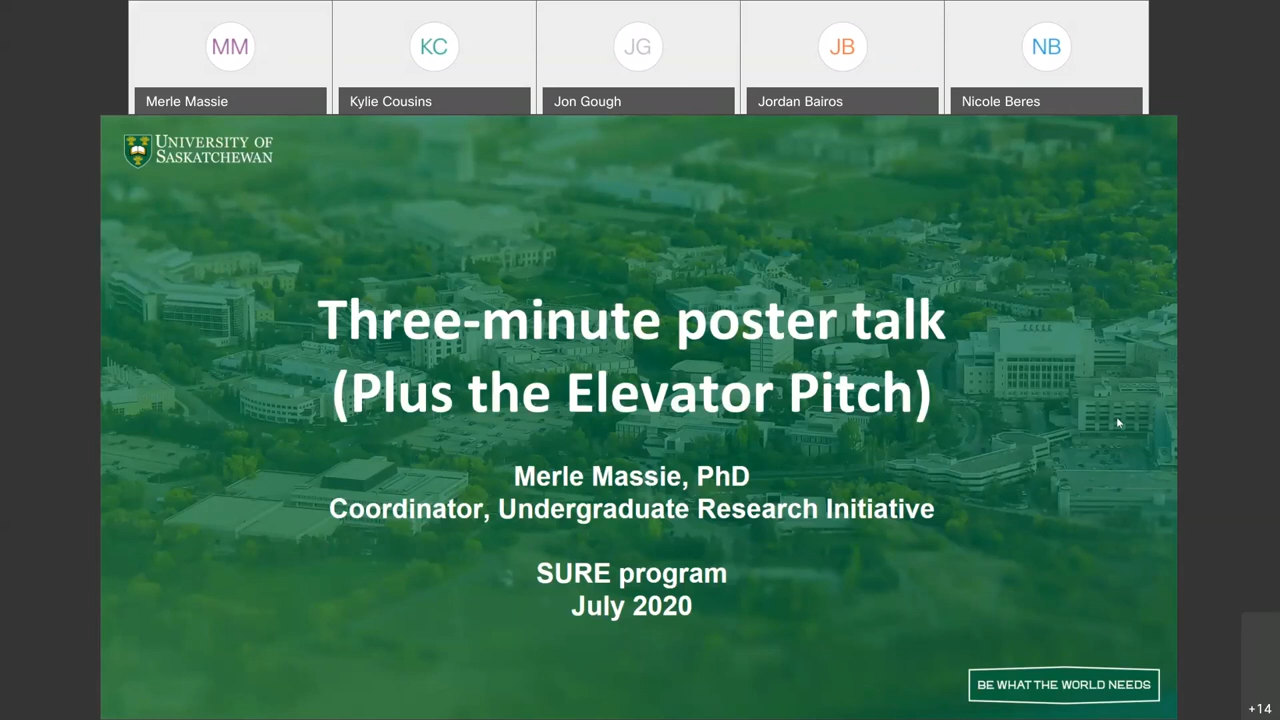 MM
KC
JG
JB
NB
Merle Massie
Kylie Cousins
Jon Gough
Jordan Bairos
Nicole Beres
UNIVERSITY OF
SASKATCHEWAN
Three-minute poster talk
(Plus the Elevator Pitch)
Merle Massie, PhD
Coordinator, Undergraduate Research Initiative
SURE program
July 2020
BE WHAT THE WORLD NEEDS
+14